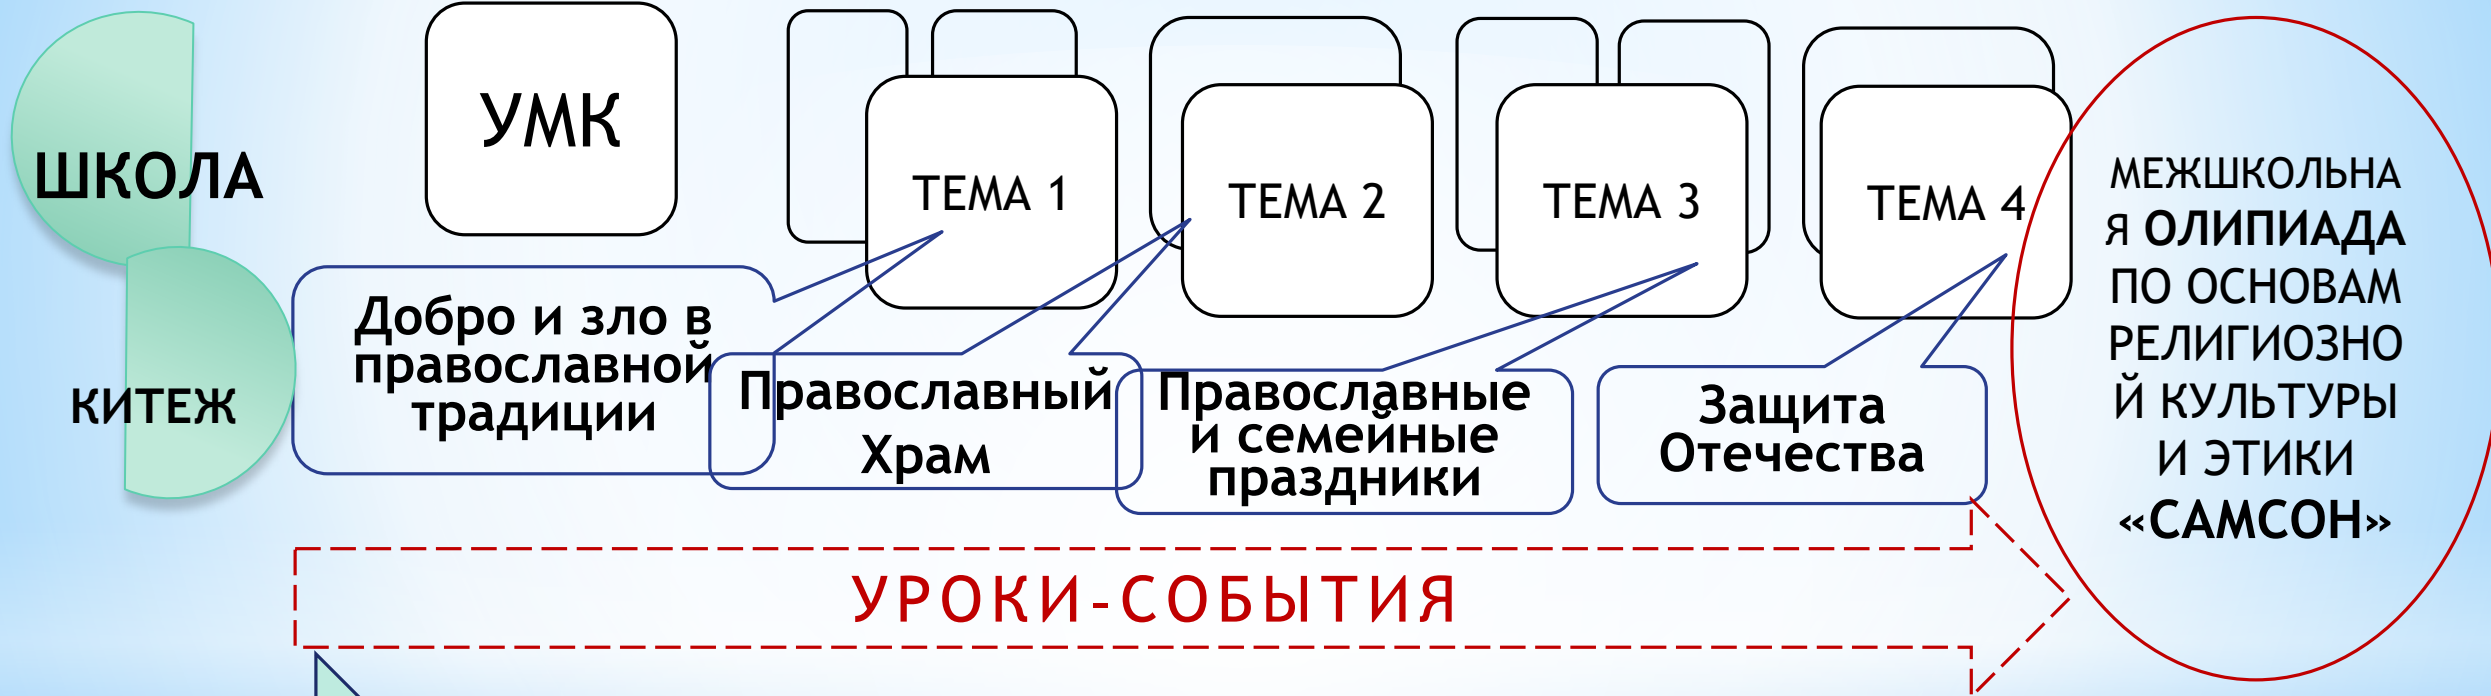 ШКОЛА
КИТЕЖ
УМК
ТЕМА 1
ТЕМА 2
ТЕМА 3
ТЕМА 4
Добро и зло в
православной
традиции
Православный
Храм
Православные
и семейные
праздники
Защита
Отечества
МЕЖШКОЛЬНА
Я ОЛИПИАДА
ПО ОСНОВАМ
РЕЛИГИОЗНО
Й КУЛЬТУРЫ
И ЭТИКИ
«САМСОН»
УРОКИ-СОБЫТИЯ